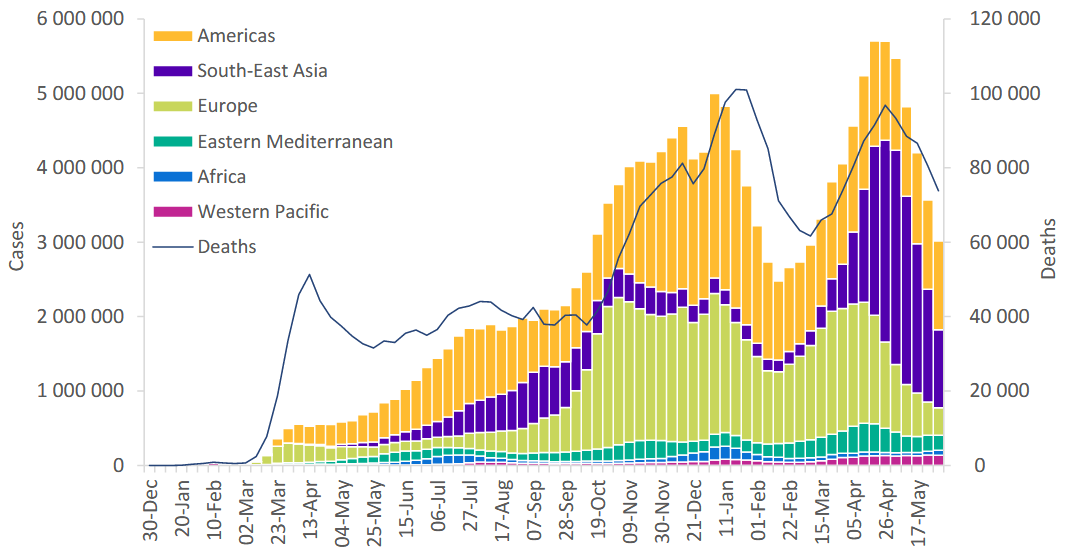 6 000 000
5 000 000
4 000 000
3 000 000
2 000 000
1 000 000
0
Cases
Americas
South-East Asia
Europe
Eastern Mediterranean
Africa
Western Pacific
Deaths
120 000
100 000
80 000
60 000
40 000
20 000
0
Deaths
30-Dec
20-Jan
10-Feb
02-Mar
23-Mar
13-Apr
04-May
25-May
15-Jun
06-Jul
27-Jul
17-Aug
07-Sep
28-Sep
19-Oct
09-Nov
30-Nov
21-Dec
11-Jan
01-Feb
22-Feb
15-Mar
05-Apr
26-Apr
17-May